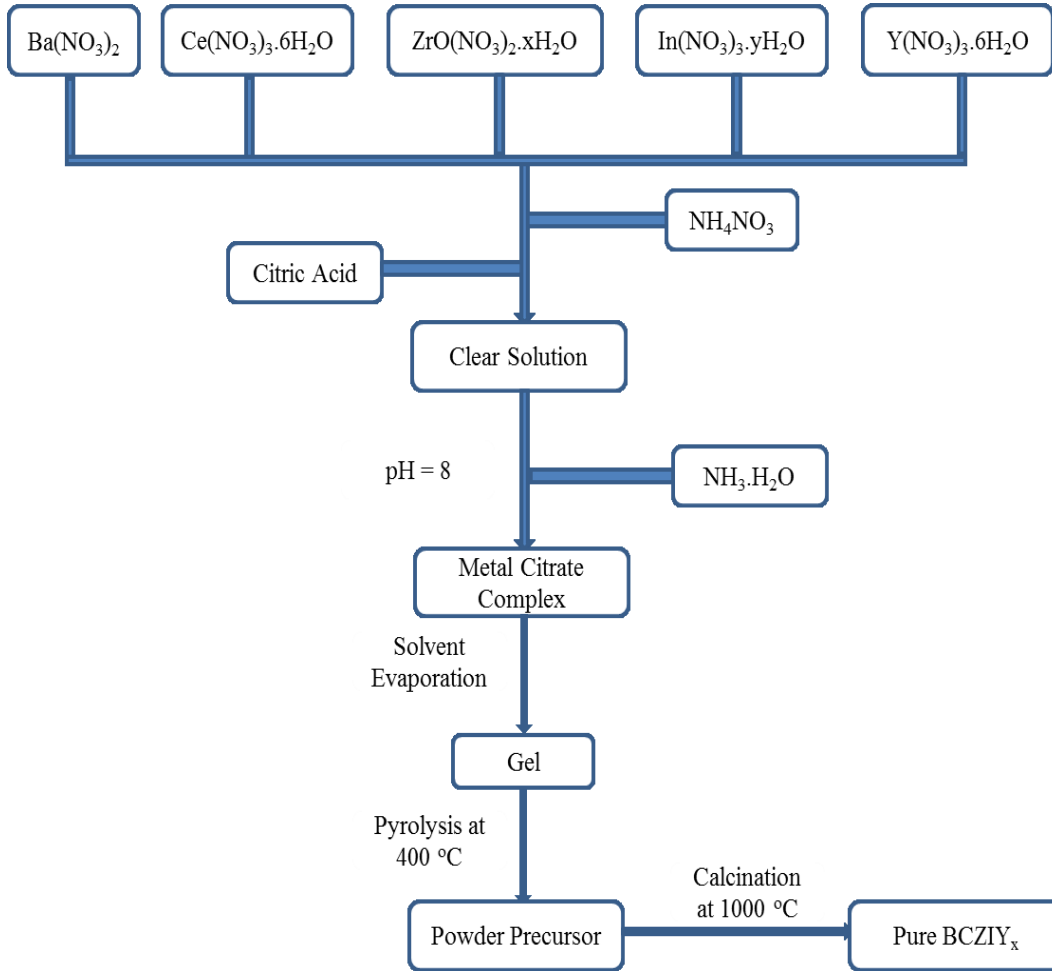 Ba(NO₃)₂
Ce(NO₃)₃.6H₂O
ZrO(NO₃)₂.xH₂O
In(NO₃)₃.yH₂O
Y(NO₃)₃.6H₂O
NH₄NO₃
Citric Acid
Clear Solution
pH = 8
NH₃.H₂O
Metal Citrate
Complex
Solvent
Evaporation
Gel
Pyrolysis at
400 ºC
Calcination
at 1000 ºC
Powder Precursor
Pure BCZIYₓ